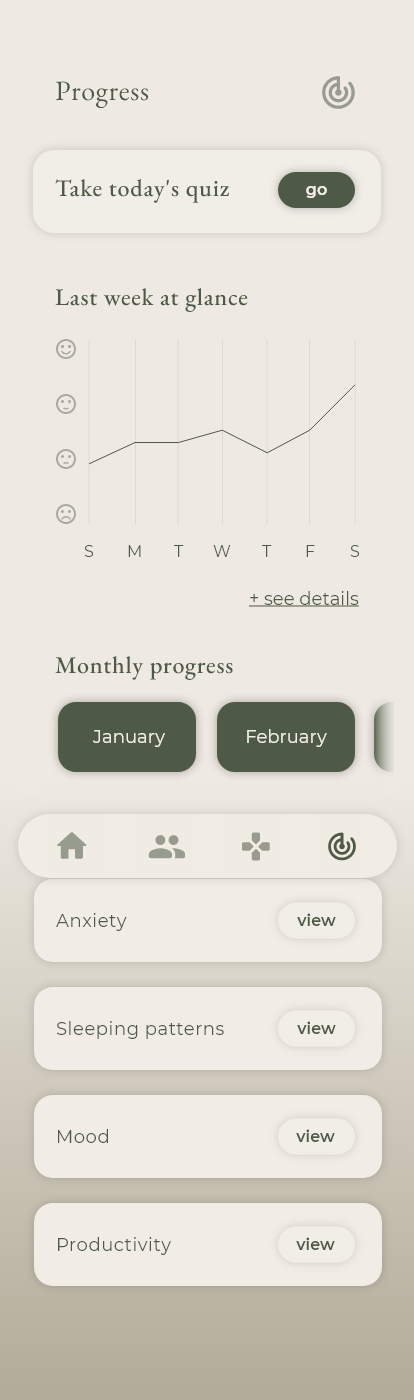 Progress
Take today's quiz go
Last week at glance
S M T W T F S
+ see details
Monthly progress
January February
Anxiety view
Sleeping patterns view
Mood view
Productivity view